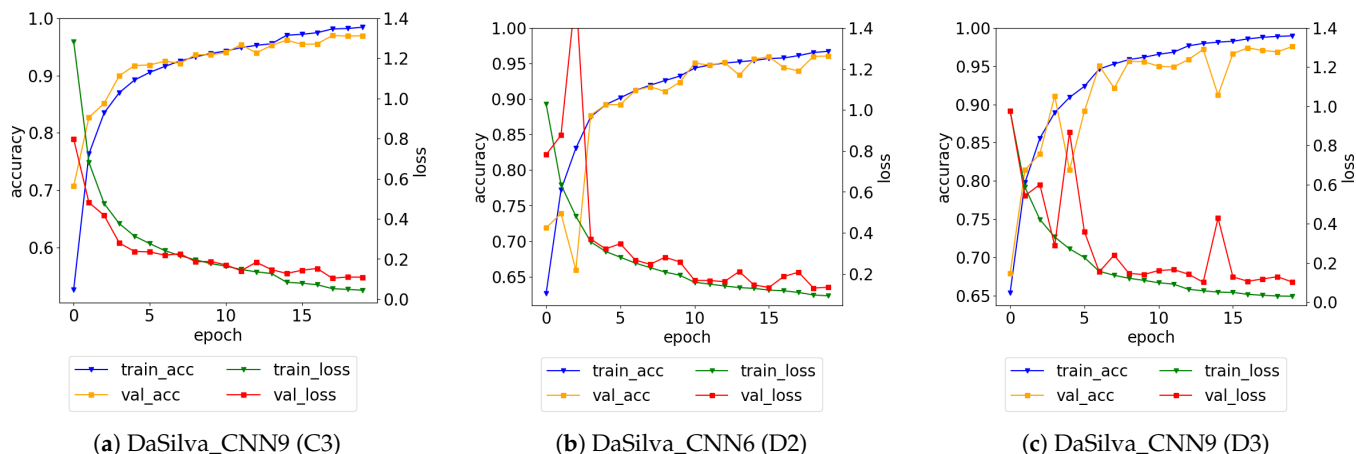 1.0
0.9
0.8
0.7
0.6
accuracy
1.4
1.2
1.0
0.8
0.6
0.4
0.2
0.0
loss
0 5 10 15
epoch
train_acc train_loss
val_acc val_loss
(a) DaSilva_CNN9 (C3)
1.00
0.95
0.90
0.85
0.80
0.75
0.70
0.65
accuracy
1.4
1.2
1.0
0.8
0.6
0.4
0.2
loss
0 5 10 15
epoch
train_acc train_loss
val_acc val_loss
(b) DaSilva_CNN6 (D2)
1.00
0.95
0.90
0.85
0.80
0.75
0.70
0.65
accuracy
1.4
1.2
1.0
0.8
0.6
0.4
0.2
0.0
loss
0 5 10 15
epoch
train_acc train_loss
val_acc val_loss
(c) DaSilva_CNN9 (D3)